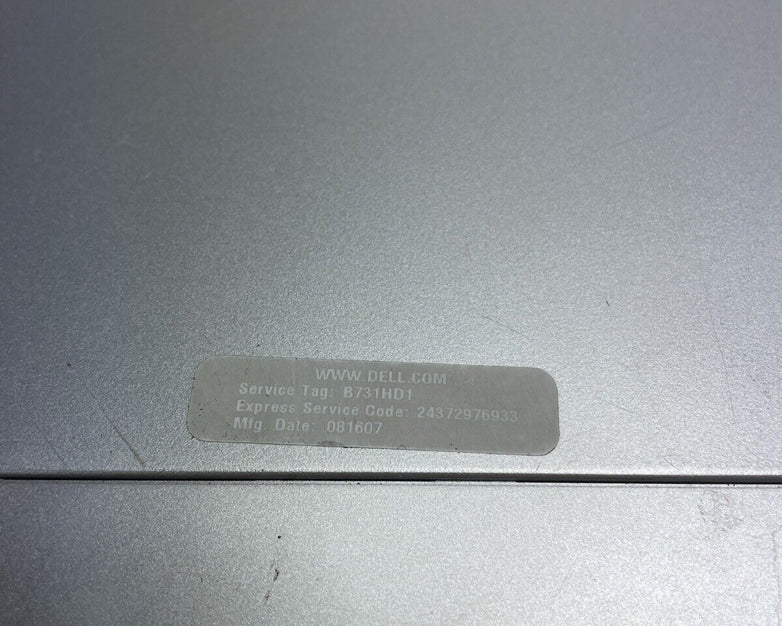 WWW.DELL.COM
Service Tag: B731HD1
Express Service Code: 24372976933
Mfg. Date: 081607